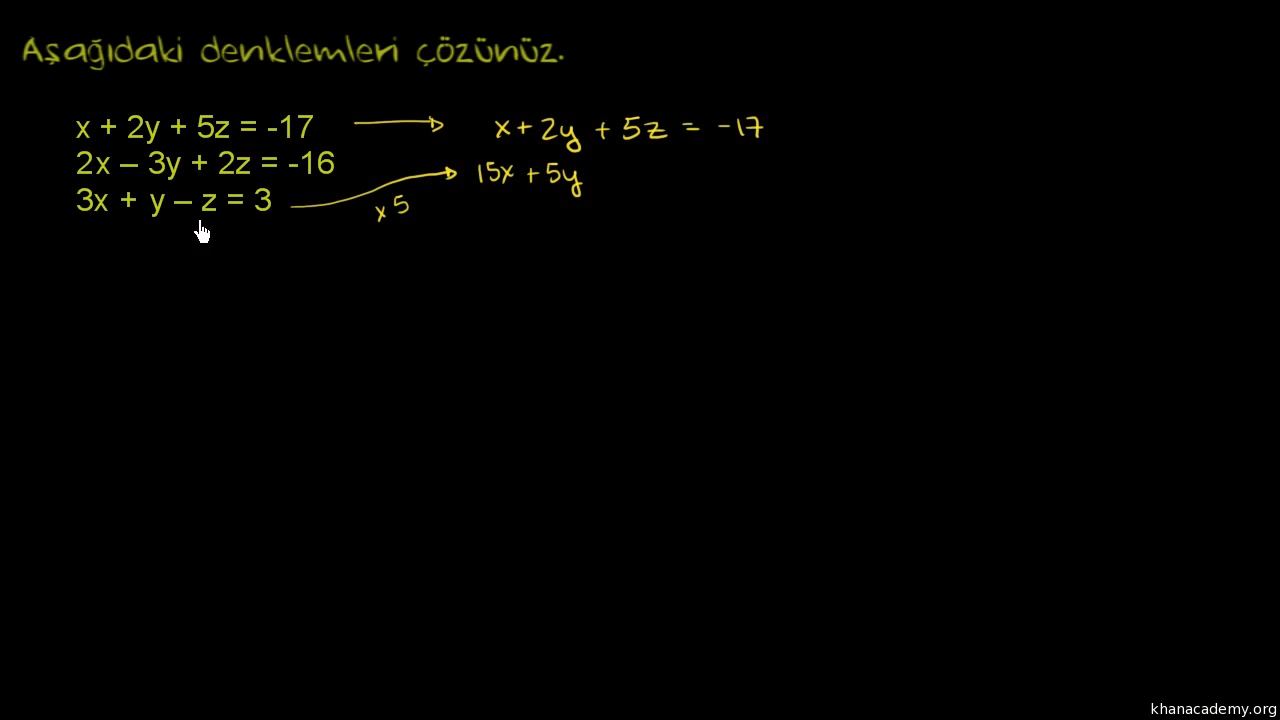 Aşağıdaki denklemleri çözünüz.
x + 2y + 5z = -17
2x – 3y + 2z = -16
3x + y – z = 3
x 5
x + 2y + 5z = -17
15x + 5y
khanacademy.org